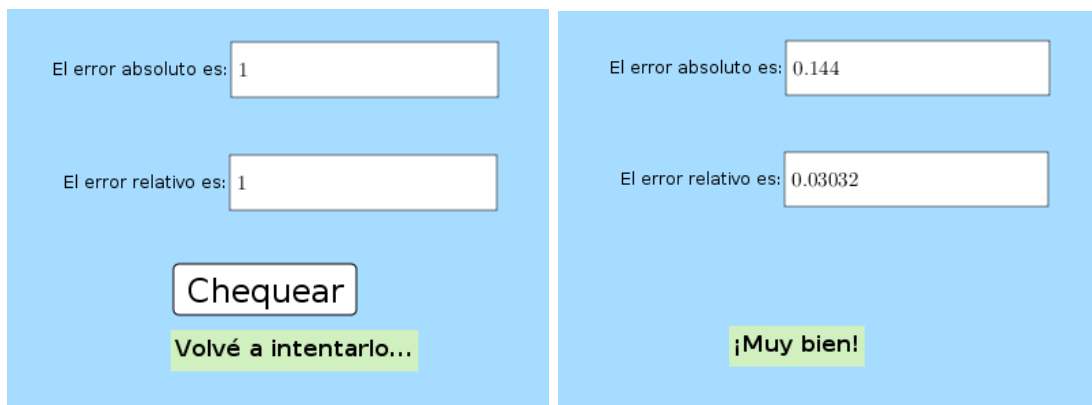 El error absoluto es: 1
El error relativo es: 1
Chequear
Volvé a intentarlo...
El error absoluto es: 0.144
El error relativo es: 0.03032
¡Muy bien!